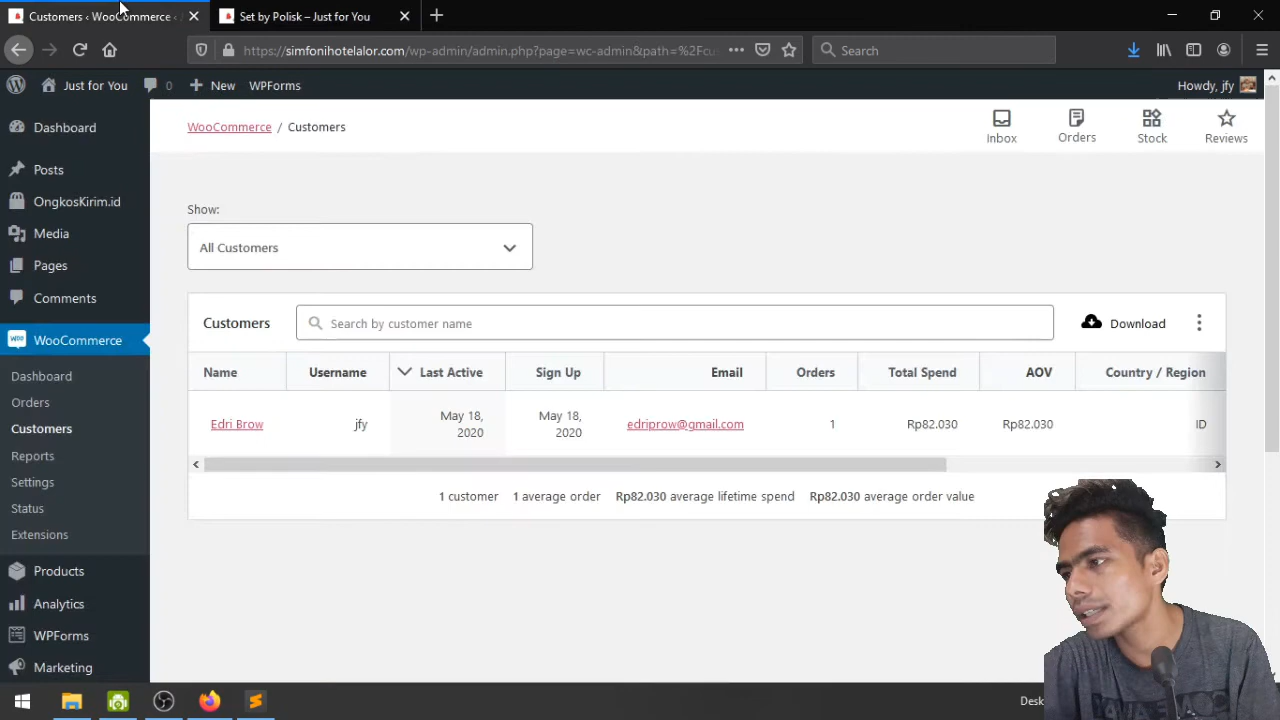 Customers ‹ WooCommerce ‹
Set by Polisk – Just for You
https://simfonihotelalor.com/wp-admin/admin.php?page=wc-admin&path=%2Fcu
Search
Just for You
0
New
WPForms
Howdy, jfy
Dashboard
Posts
OngkosKirim.id
Media
Pages
Comments
WooCommerce
Dashboard
Orders
Customers
Reports
Settings
Status
Extensions
Products
Analytics
WPForms
Marketing
WooCommerce / Customers
Inbox
Orders
Stock
Reviews
Show:
All Customers
Customers
Search by customer name
Download
Name Username Last Active Sign Up Email Orders Total Spend AOV Country / Region
Edri Brow jfy May 18, 2020 May 18, 2020 edriprow@gmail.com 1 Rp82.030 Rp82.030 ID
1 customer 1 average order Rp82.030 average lifetime spend Rp82.030 average order value
Desk